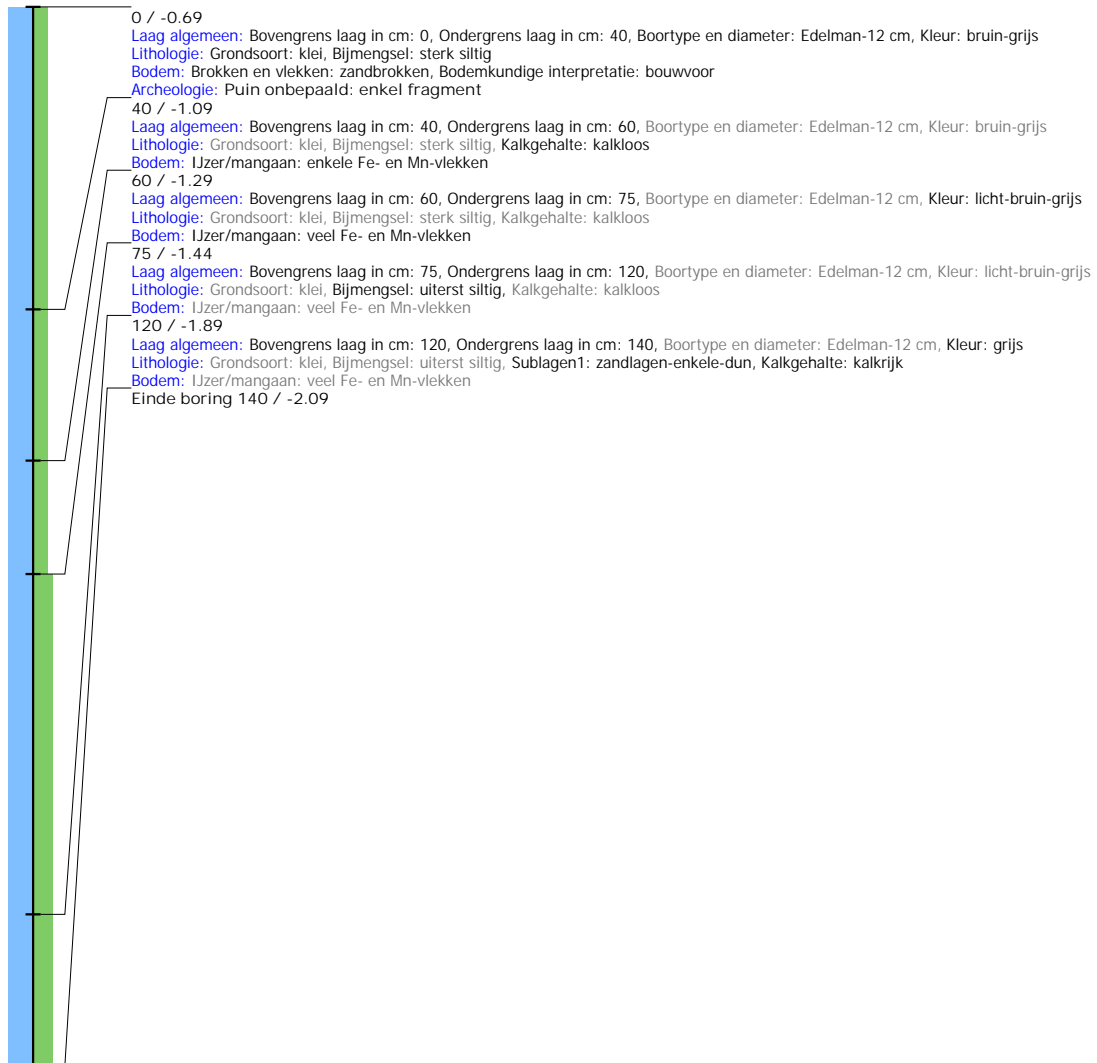 0 / -0.69
Laag algemeen: Bovengrens laag in cm: 0, Ondergrens laag in cm: 40, Boortype en diameter: Edelman-12 cm, Kleur: bruin-grijs
Lithologie: Grondsoort: klei, Bijmengsel: sterk siltig
Bodem: Brokken en vlekken: zandbrokken, Bodemkundige interpretatie: bouwvoor
Archeologie: Puin onbepaald: enkel fragment
40 / -1.09
Laag algemeen: Bovengrens laag in cm: 40, Ondergrens laag in cm: 60, Boortype en diameter: Edelman-12 cm, Kleur: bruin-grijs
Lithologie: Grondsoort: klei, Bijmengsel: sterk siltig, Kalkgehalte: kalkloos
Bodem: IJzer/mangaan: enkele Fe- en Mn-vlekken
60 / -1.29
Laag algemeen: Bovengrens laag in cm: 60, Ondergrens laag in cm: 75, Boortype en diameter: Edelman-12 cm, Kleur: licht-bruin-grijs
Lithologie: Grondsoort: klei, Bijmengsel: sterk siltig, Kalkgehalte: kalkloos
Bodem: IJzer/mangaan: veel Fe- en Mn-vlekken
75 / -1.44
Laag algemeen: Bovengrens laag in cm: 75, Ondergrens laag in cm: 120, Boortype en diameter: Edelman-12 cm, Kleur: licht-bruin-grijs
Lithologie: Grondsoort: klei, Bijmengsel: uiterst siltig, Kalkgehalte: kalkloos
Bodem: IJzer/mangaan: veel Fe- en Mn-vlekken
120 / -1.89
Laag algemeen: Bovengrens laag in cm: 120, Ondergrens laag in cm: 140, Boortype en diameter: Edelman-12 cm, Kleur: grijs
Lithologie: Grondsoort: klei, Bijmengsel: uiterst siltig, Sublagen1: zandlagen-enkele-dun, Kalkgehalte: kalkrijk
Bodem: IJzer/mangaan: veel Fe- en Mn-vlekken
Einde boring 140 / -2.09